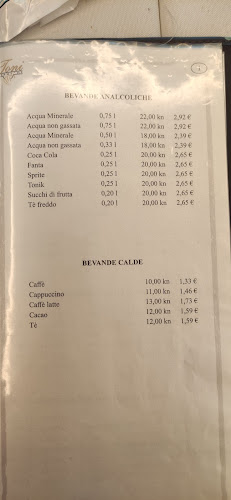 Toni
BEVANDE ANALCOLICHE
Acqua Minerale 0,75 l 22,00 kn 2,92 €
Acqua non gassata 0,75 l 22,00 kn 2,92 €
Acqua Minerale 0,50 l 18,00 kn 2,39 €
Acqua non gassata 0,33 l 18,00 kn 2,39 €
Coca Cola 0,25 l 20,00 kn 2,65 €
Fanta 0,25 l 20,00 kn 2,65 €
Sprite 0,25 l 20,00 kn 2,65 €
Tonik 0,25 l 20,00 kn 2,65 €
Succhi di frutta 0,20 l 20,00 kn 2,65 €
Tè freddo 0,20 l 20,00 kn 2,65 €
BEVANDE CALDE
Caffè 10,00 kn 1,33 €
Cappuccino 11,00 kn 1,46 €
Caffè latte 13,00 kn 1,73 €
Cacao 12,00 kn 1,59 €
Tè 12,00 kn 1,59 €